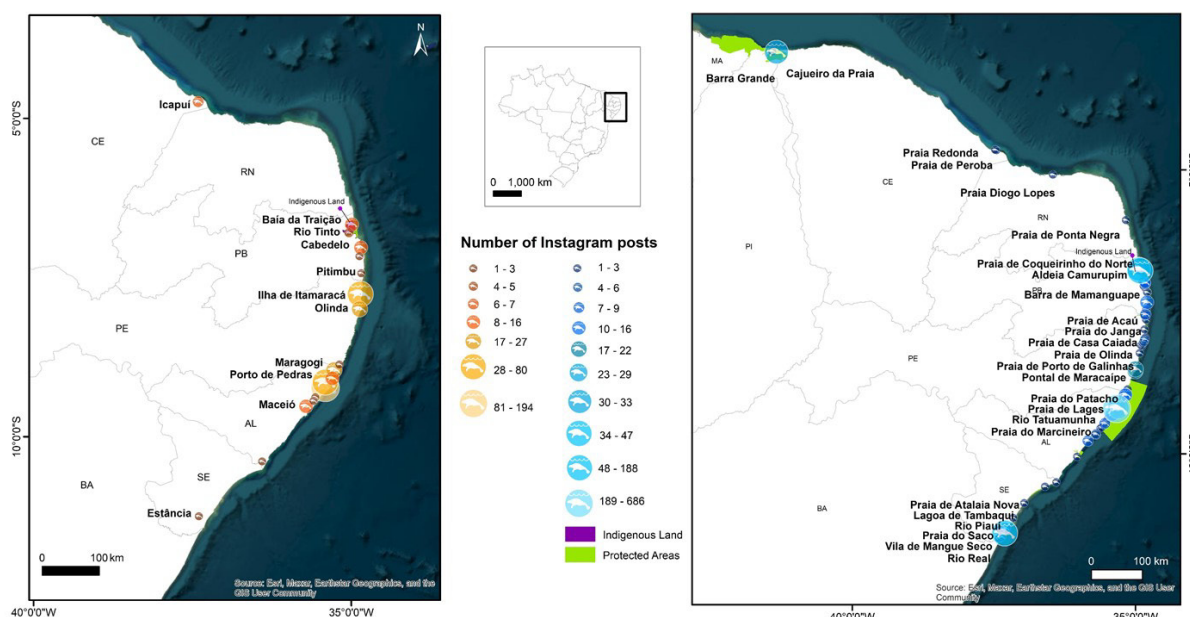 N
Icapuí
5°0'0"S
CE
RN
Indigenous Land
Baía da Traição
Rio Tinto
Cabedelo
PB
Pitimbu
Ilha de Itamaracá
Olinda
PE
Maragogi
Porto de Pedras
Maceió
AL
10°0'0"S
SE
BA
Estância
0 100 km
Source: Esri, Maxar, Earthstar Geographics, and the
GIS User Community
40°0'0"W
35°0'0"W
0 1,000 km
Number of Instagram posts
1 - 3
4 - 5
6 - 7
8 - 16
17 - 27
28 - 80
81 - 194
1 - 3
4 - 6
7 - 9
10 - 16
17 - 22
23 - 29
30 - 33
34 - 47
48 - 188
189 - 686
Indigenous Land
Protected Areas
MA
Barra Grande
Cajueiro da Praia
Praia Redonda
Praia de Peroba
CE
Praia Diogo Lopes
RN
Praia de Ponta Negra
PI
Indigenous Land
Praia de Coqueirinho do Norte
Aldeia Camurupim
PB
Barra de Mamanguape
Praia de Acaú
Praia do Janga
Praia de Casa Caiada
PE
Praia de Olinda
Praia de Porto de Galinhas
Pontal de Maracaipe
Praia do Patacho
Praia de Lages
Rio Tatuamunha
Praia do Marcineiro
AL
SE
Praia de Atalaia Nova
Lagoa de Tambaqui
BA
Rio Piauí
Praia do Saco
Vila de Mangue Seco
Rio Real
0 100 km
Source: Esri, Maxar, Earthstar Geographics, and the GIS User
Community
40°0'0"W
35°0'0"W